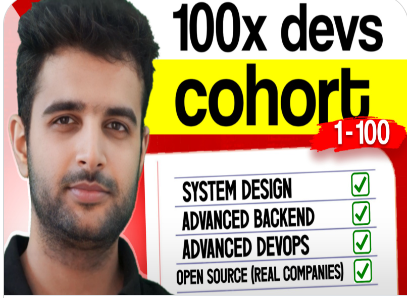 100x devs
cohort
1-100
SYSTEM DESIGN
ADVANCED BACKEND
ADVANCED DEVOPS
OPEN SOURCE (REAL COMPANIES)